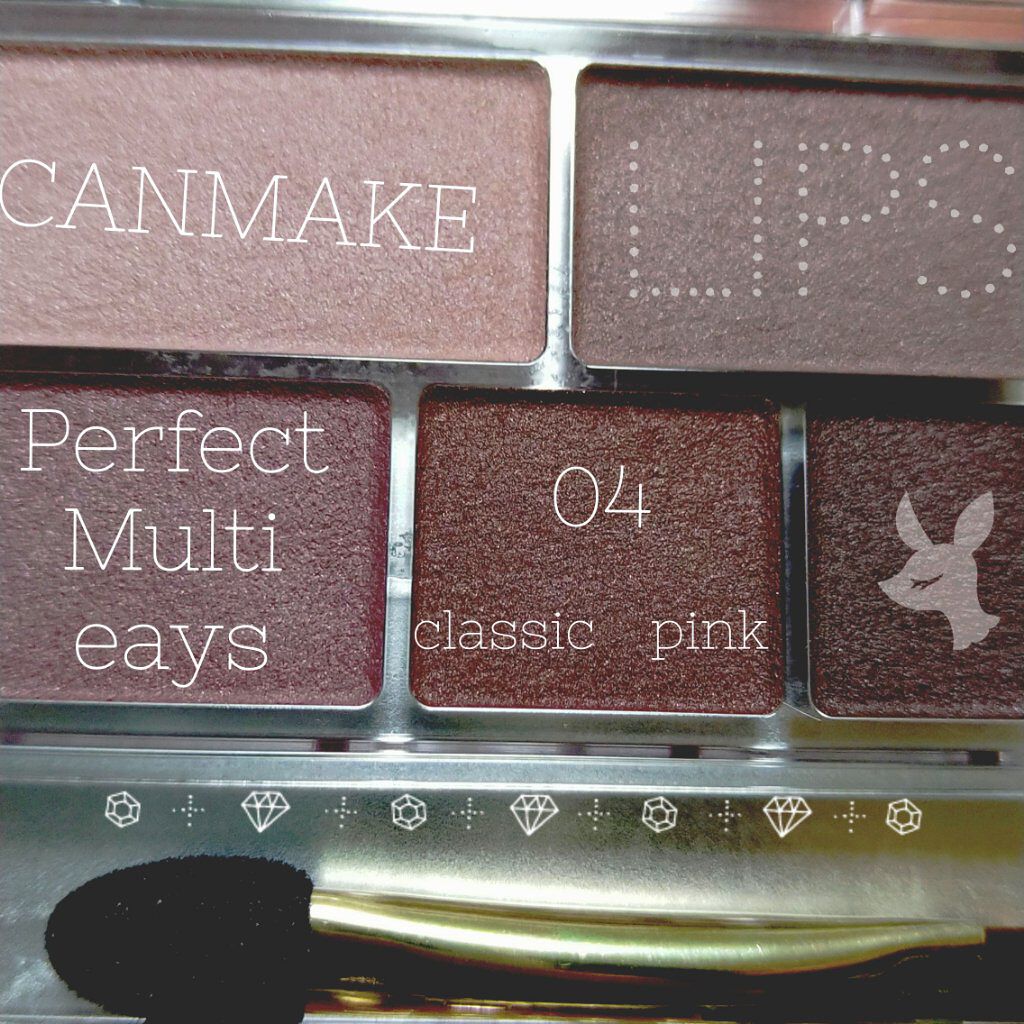 CANMAKE
LIPS
Perfect
Multi
eays
04
classic pink